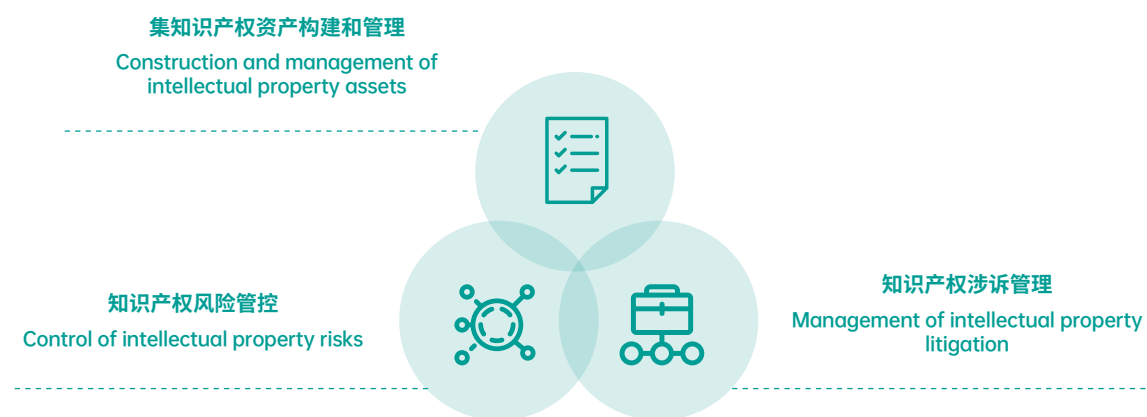 集知识产权资产构建和管理
Construction and management of
intellectual property assets
知识产权风险管控
Control of intellectual property risks
知识产权涉诉管理
Management of intellectual property
litigation